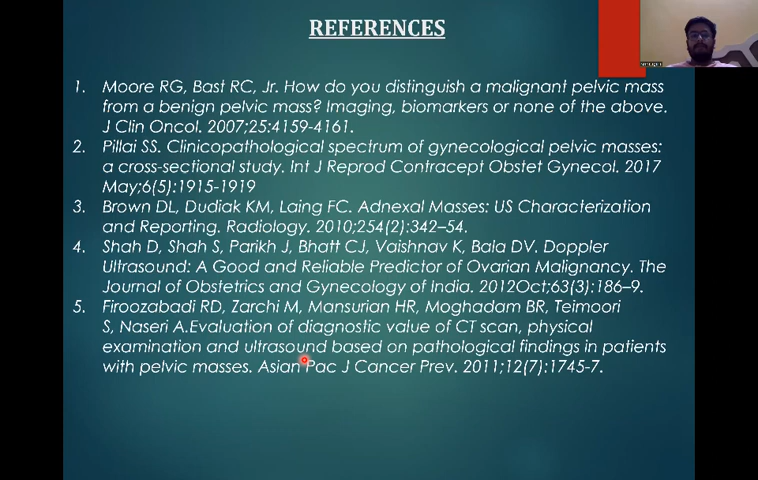 REFERENCES
1. Moore RG, Bast RC, Jr. How do you distinguish a malignant pelvic mass
from a benign pelvic mass? Imaging, biomarkers or none of the above.
J Clin Oncol. 2007;25:4159-4161.
2. Pillai SS. Clinicopathological spectrum of gynecological pelvic masses:
a cross-sectional study. Int J Reprod Contracept Obstet Gynecol. 2017
May;6(5):1915-1919
3. Brown DL, Dudiak KM, Laing FC. Adnexal Masses: US Characterization
and Reporting. Radiology. 2010;254(2):342–54.
4. Shah D, Shah S, Parikh J, Bhatt CJ, Vaishnav K, Bala DV. Doppler
Ultrasound: A Good and Reliable Predictor of Ovarian Malignancy. The
Journal of Obstetrics and Gynecology of India. 2012Oct;63(3):186–9.
5. Firoozabadi RD, Zarchi M, Mansurian HR, Moghadam BR, Teimoori
S, Naseri A.Evaluation of diagnostic value of CT scan, physical
examination and ultrasound based on pathological findings in patients
with pelvic masses. Asian Pac J Cancer Prev. 2011;12(7):1745-7.